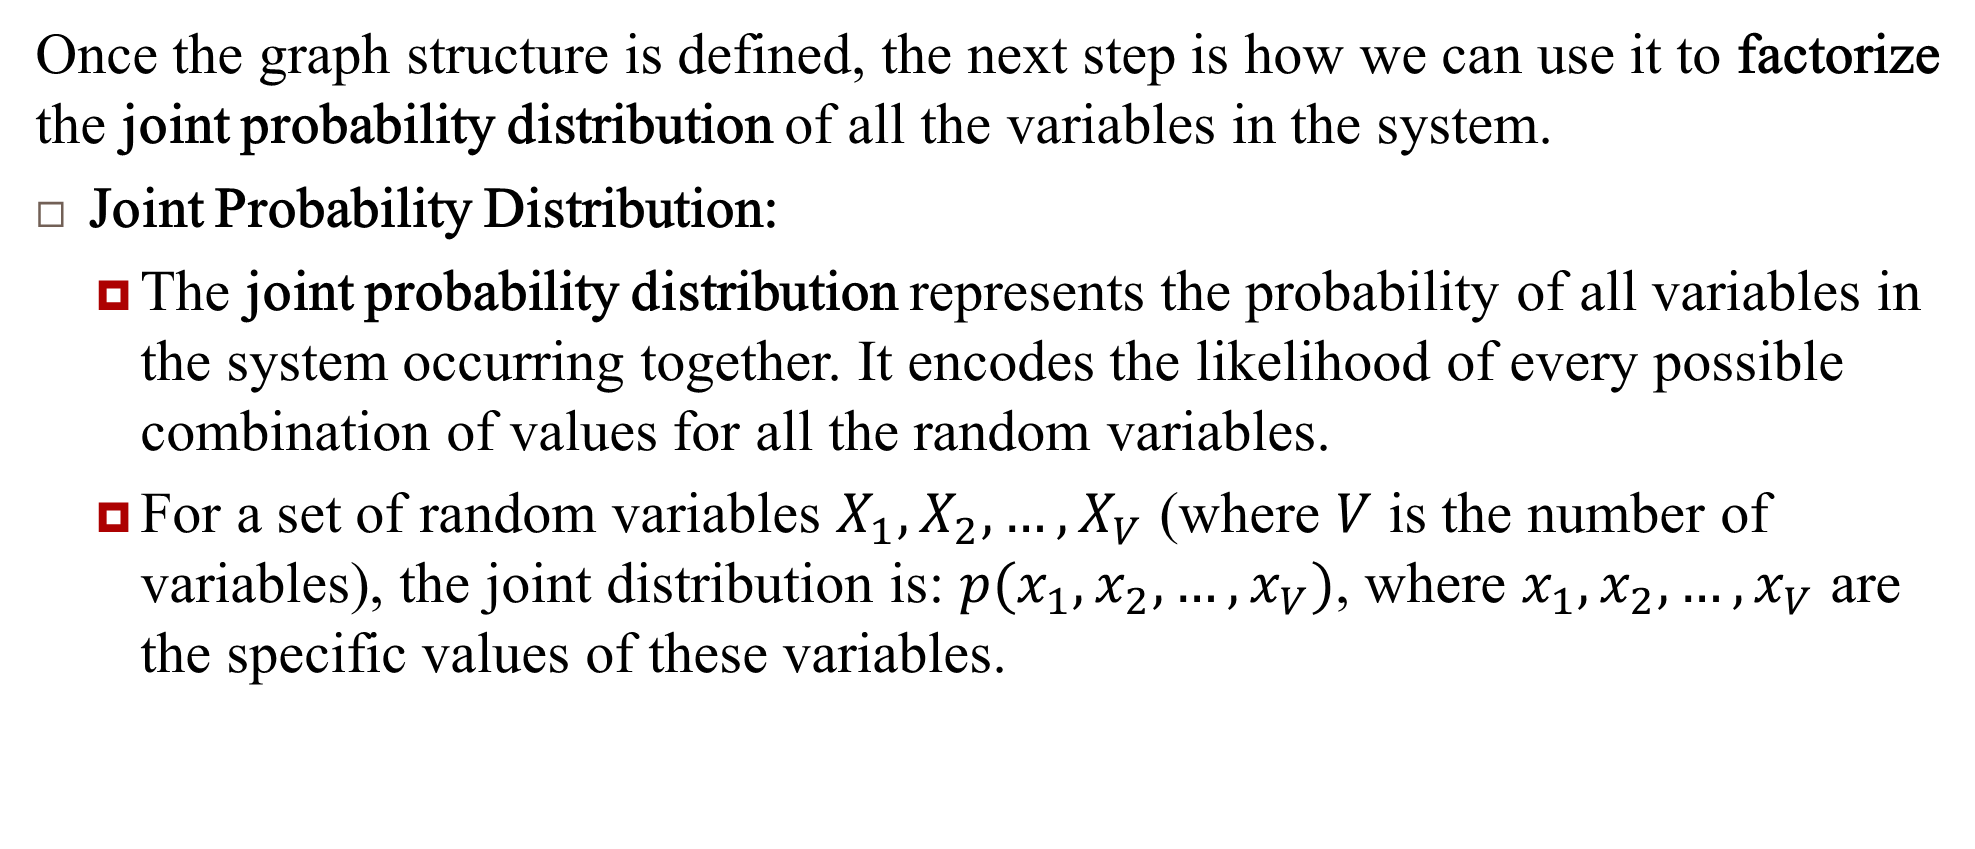 Once the graph structure is defined, the next step is how we can use it to factorize
the joint probability distribution of all the variables in the system.
□ Joint Probability Distribution:
◘ The joint probability distribution represents the probability of all variables in
the system occurring together. It encodes the likelihood of every possible
combination of values for all the random variables.
◘ For a set of random variables X₁, X₂, … , X_V (where V is the number of
variables), the joint distribution is: p(x₁, x₂, … , x_V), where x₁, x₂, … , x_V are
the specific values of these variables.